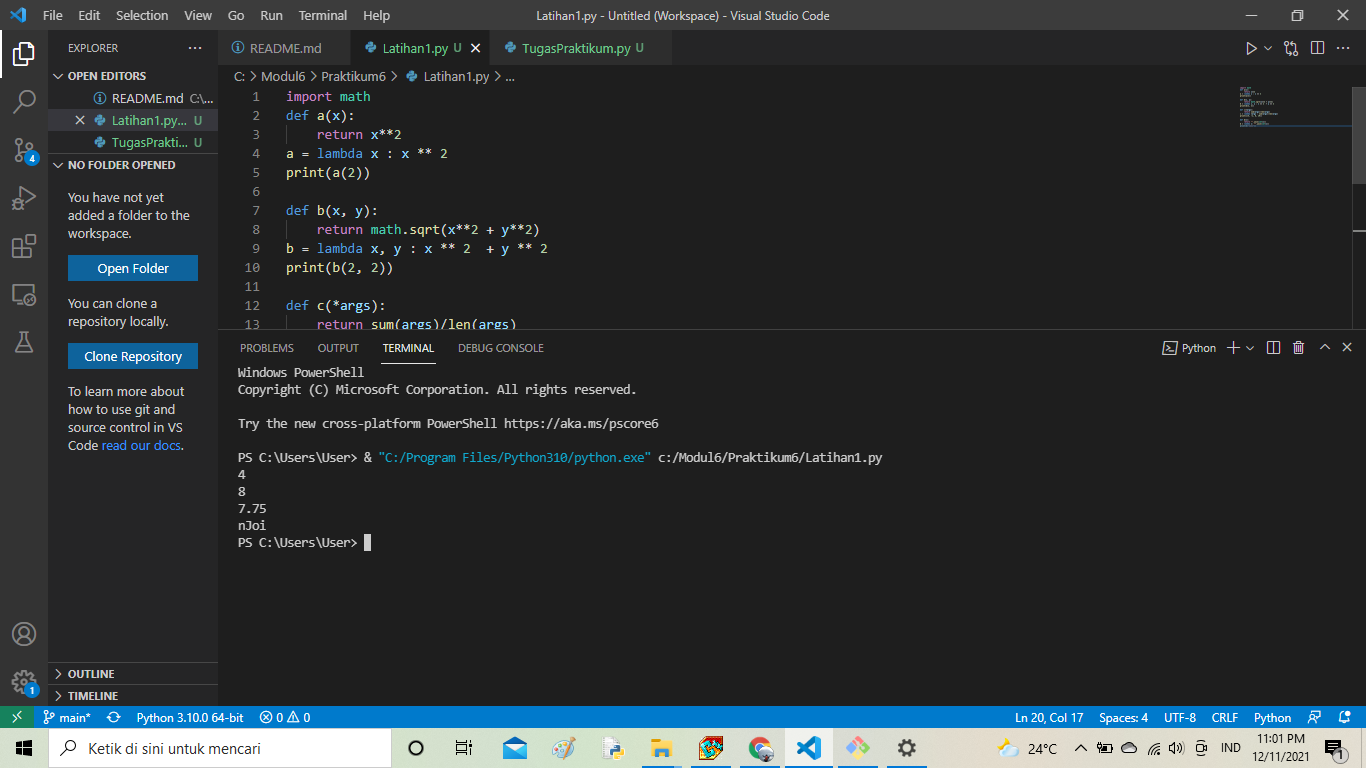 File Edit Selection View Go Run Terminal Help
Latihan1.py - Untitled (Workspace) - Visual Studio Code
EXPLORER
OPEN EDITORS
README.md C:\...
Latihan1.py... U
TugasPrakti... U
NO FOLDER OPENED
You have not yet
added a folder to the
workspace.
Open Folder
You can clone a
repository locally.
Clone Repository
To learn more about
how to use git and
source control in VS
Code read our docs.
OUTLINE
TIMELINE
4
1
README.md Latihan1.py U TugasPraktikum.py U
C: > Modul6 > Praktikum6 > Latihan1.py > ...
1 import math
2 def a(x):
3 return x**2
4 a = lambda x : x ** 2
5 print(a(2))
6
7 def b(x, y):
8 return math.sqrt(x**2 + y**2)
9 b = lambda x, y : x ** 2  + y ** 2
10 print(b(2, 2))
11
12 def c(*args):
13 return sum(args)/len(args)
PROBLEMS OUTPUT TERMINAL DEBUG CONSOLE
Python
Windows PowerShell
Copyright (C) Microsoft Corporation. All rights reserved.
Try the new cross-platform PowerShell https://aka.ms/pscore6
PS C:\Users\User> & "C:/Program Files/Python310/python.exe" c:/Modul6/Praktikum6/Latihan1.py
4
8
7.75
nJoi
PS C:\Users\User>
main* Python 3.10.0 64-bit 0 0 Ln 20, Col 17 Spaces: 4 UTF-8 CRLF Python
Ketik di sini untuk mencari
24°C
IND
11:01 PM
12/11/2021
1